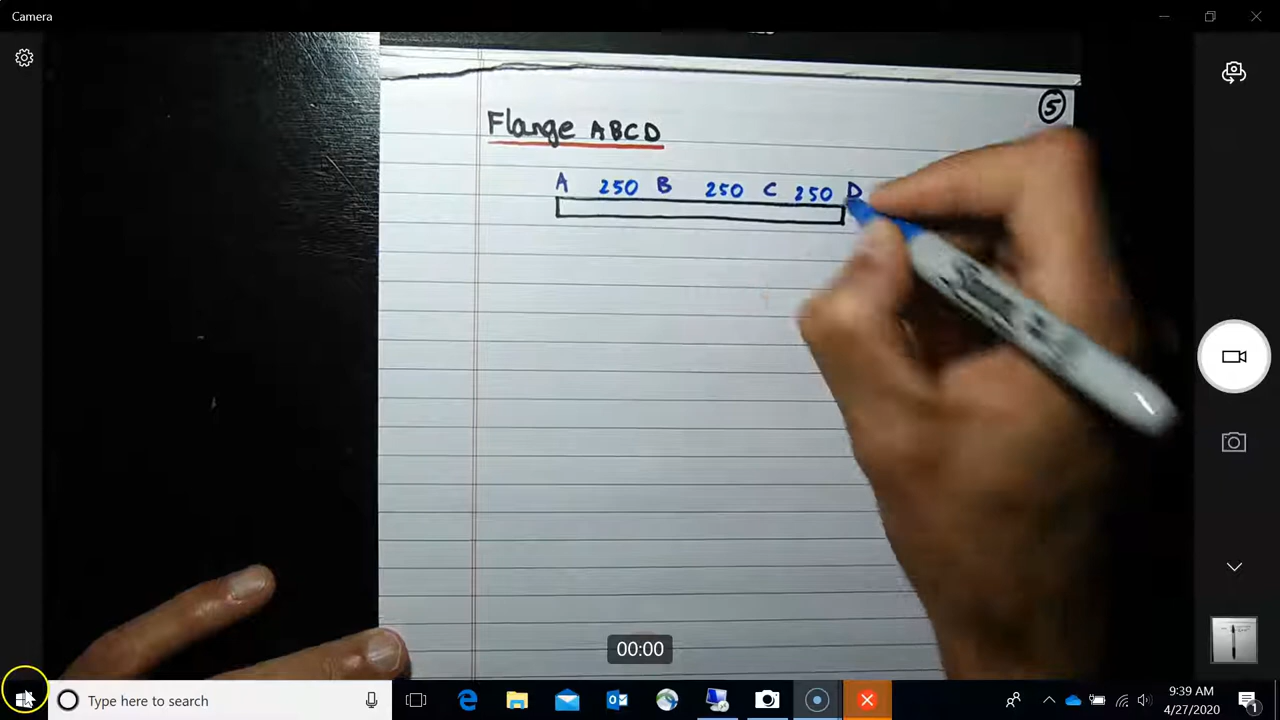 Camera
⑤
Flange ABCD
A 250 B 250 C 250 D
00:00
Type here to search
9:39 AM
4/27/2020
1